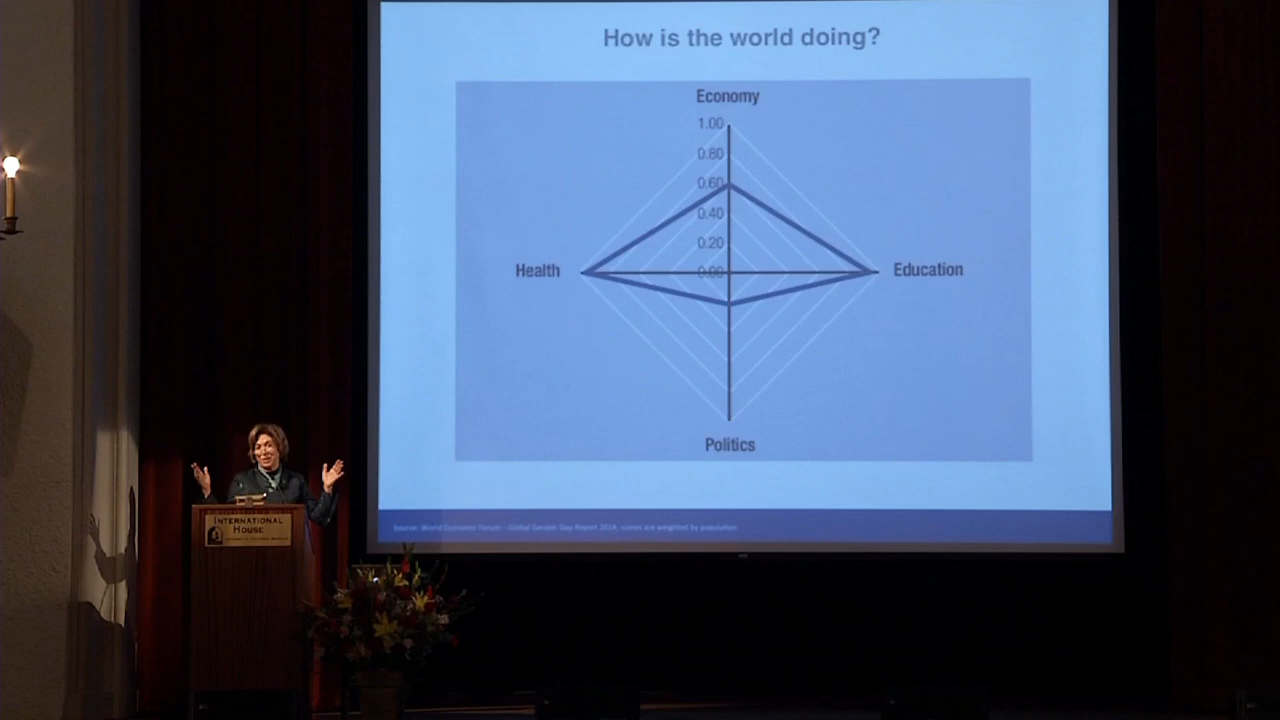 How is the world doing?
Economy
1.00
0.80
0.60
0.40
0.20
0.00
Health
Education
Politics
Source: World Economic Forum – Global Gender Gap Report 2014, scores are weighted by population.
INTERNATIONAL
HOUSE